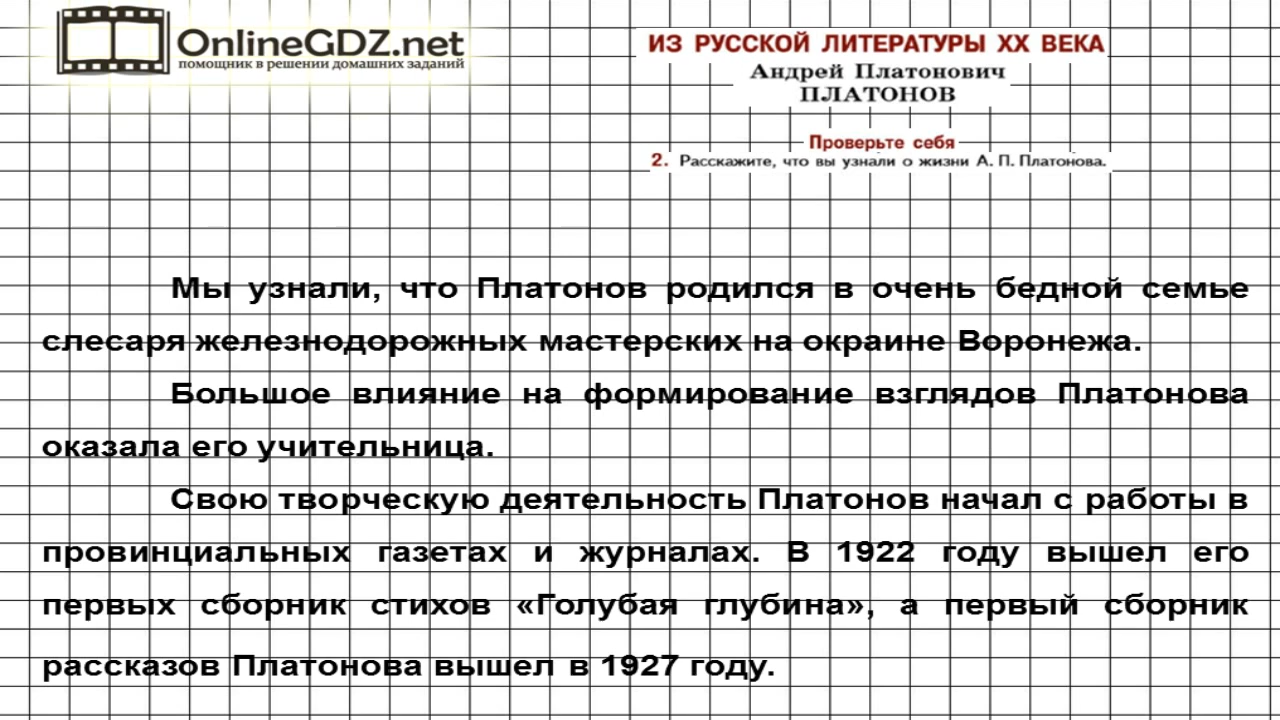 OnlineGDZ.net
помощник в решении домашних заданий
ИЗ РУССКОЙ ЛИТЕРАТУРЫ XX ВЕКА
Андрей Платонович
ПЛАТОНОВ
Проверьте себя
2. Расскажите, что вы узнали о жизни А. П. Платонова.
Мы узнали, что Платонов родился в очень бедной семье
слесаря железнодорожных мастерских на окраине Воронежа.
Большое влияние на формирование взглядов Платонова
оказала его учительница.
Свою творческую деятельность Платонов начал с работы в
провинциальных газетах и журналах. В 1922 году вышел его
первых сборник стихов «Голубая глубина», а первый сборник
рассказов Платонова вышел в 1927 году.